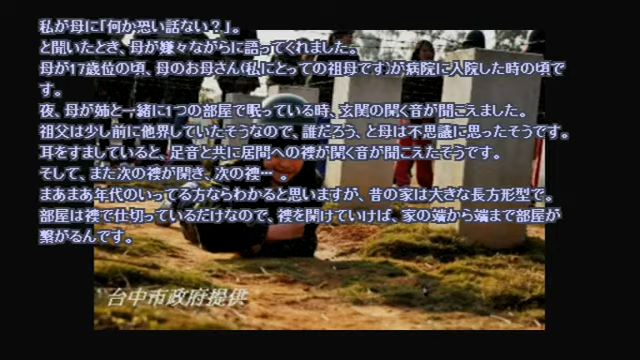 私が母に「何か恐い話ない？」。
と聞いたとき、母が嫌々ながらに語ってくれました。
母が17歳位の頃、母のお母さん(私にとっての祖母です)が病院に入院した時の頃で
す。
夜、母が姉と一緒に1つの部屋で眠っている時、玄関の開く音が聞こえました。
祖父は少し前に他界していたそうなので、誰だろう、と母は不思議に思ったそうです。
耳をすましていると、足音と共に居間への襖が開く音が聞こえたそうです。
そして、また次の襖が開き、次の襖…。
まあまあ年代のいってる方ならわかると思いますが、昔の家は大きな長方形型で。
部屋は襖で仕切っているだけなので、襖を開けていけば、家の端から端まで部屋が
繋がるんです。
台中市政府提供